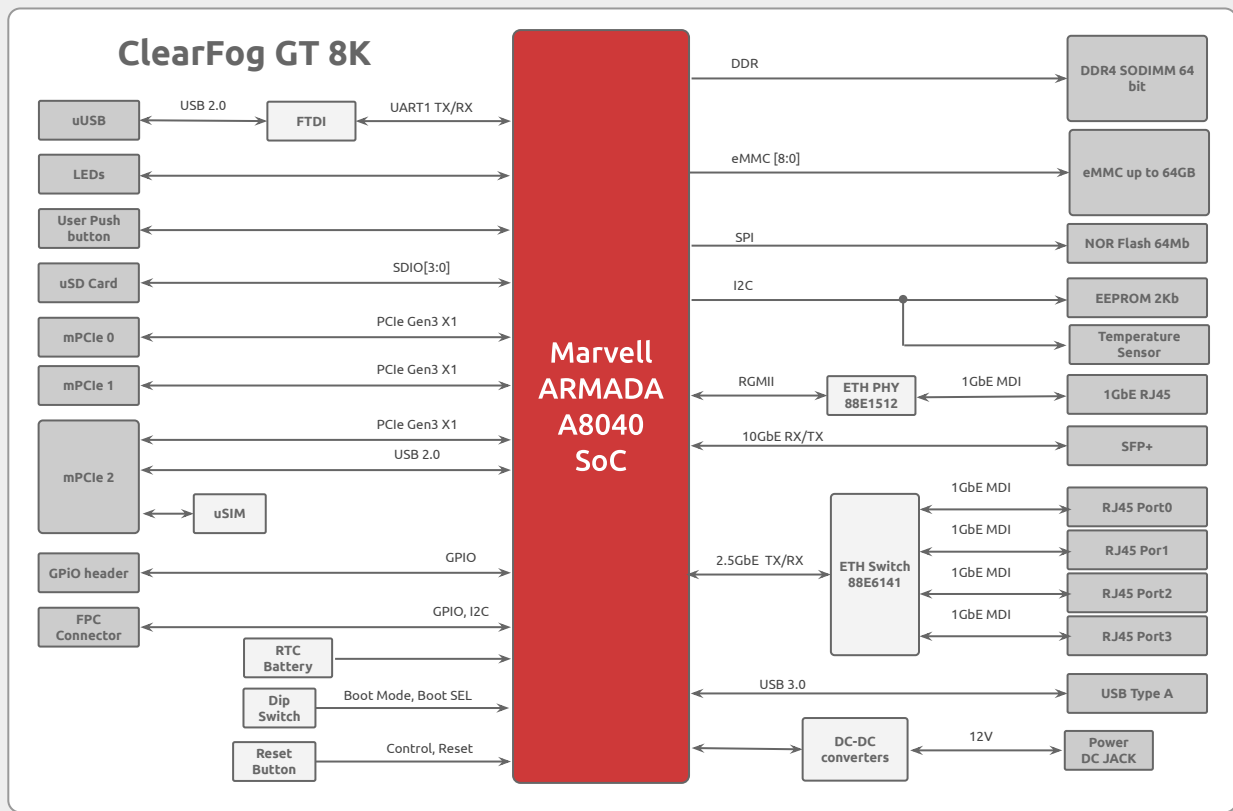 ClearFog GT 8K
uUSB
USB 2.0
FTDI
UART1 TX/RX
LEDs
User Push
button
uSD Card
SDIO[3:0]
mPCIe 0
PCIe Gen3 X1
mPCIe 1
PCIe Gen3 X1
mPCIe 2
PCIe Gen3 X1
USB 2.0
uSIM
GPiO header
GPIO
FPC
Connector
GPIO, I2C
RTC
Battery
Dip
Switch
Boot Mode, Boot SEL
Reset
Button
Control, Reset
Marvell
ARMADA
A8040
SoC
DDR
DDR4 SODIMM 64
bit
eMMC [8:0]
eMMC up to 64GB
SPI
NOR Flash 64Mb
I2C
EEPROM 2Kb
Temperature
Sensor
RGMII
ETH PHY
88E1512
1GbE MDI
1GbE RJ45
10GbE RX/TX
SFP+
2.5GbE TX/RX
ETH Switch
88E6141
1GbE MDI
RJ45 Port0
1GbE MDI
RJ45 Por1
1GbE MDI
RJ45 Port2
1GbE MDI
RJ45 Port3
USB 3.0
USB Type A
DC-DC
converters
12V
Power
DC JACK